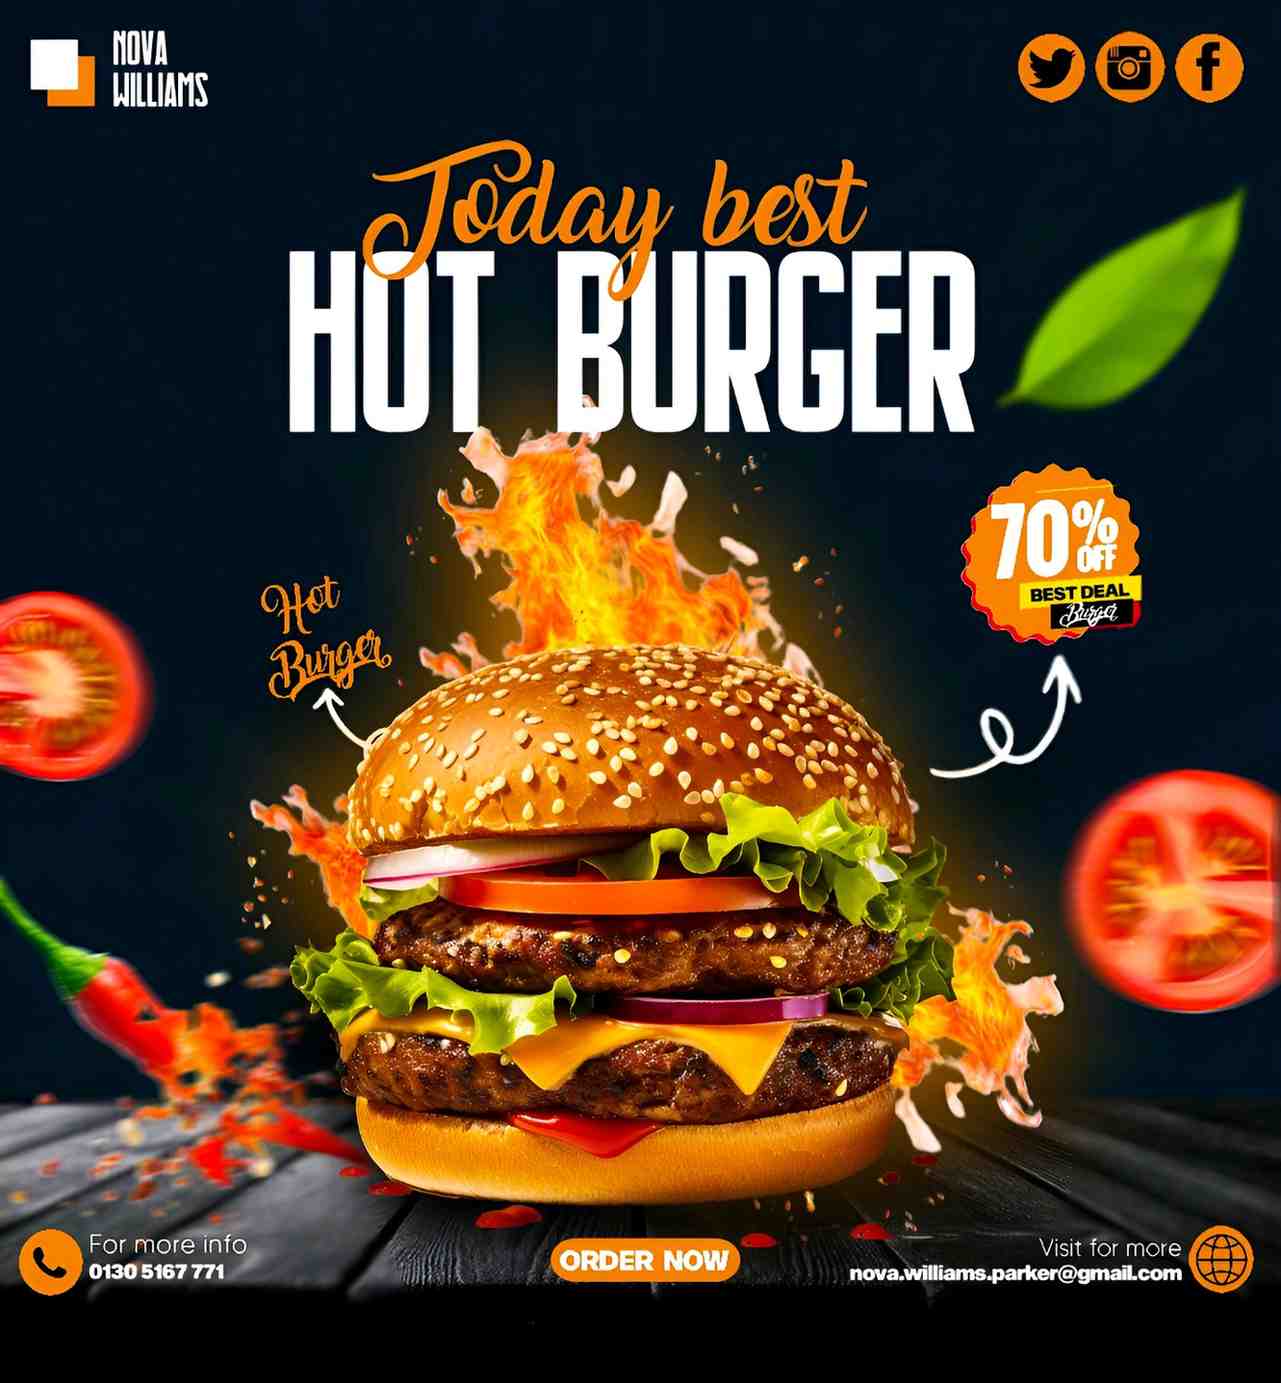 NOVA
WILLIAMS
Today best
HOT BURGER
70%
OFF
BEST DEAL
Burger
Hot
Burger
For more info
0130 5167 771
ORDER NOW
Visit for more
nova.williams.parker@gmail.com